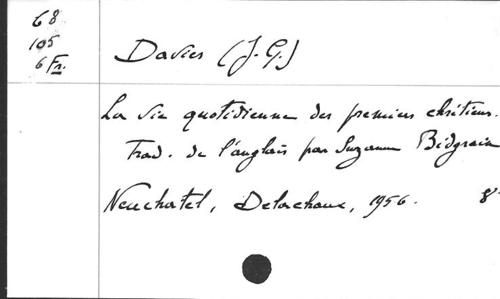 68
105
6 Fr.
Davies (J. G.)
La vie quotidienne des premiers chrétiens.
Trad. de l'anglais par Suzanne Bidgrain
Neuchatel, Delachaux, 1956. 8°